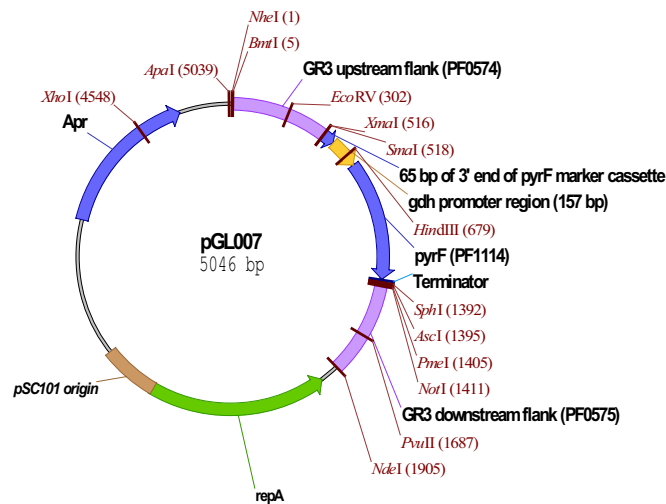 NheI (1)
BmtI (5)
ApaI (5039)
GR3 upstream flank (PF0574)
XhoI (4548)
EcoRV (302)
Apr
XmaI (516)
SmaI (518)
65 bp of 3' end of pyrF marker cassette
gdh promoter region (157 bp)
HindIII (679)
pGL007
5046 bp
pyrF (PF1114)
Terminator
SphI (1392)
AscI (1395)
PmeI (1405)
NotI (1411)
pSC101 origin
GR3 downstream flank (PF0575)
PvuII (1687)
NdeI (1905)
repA